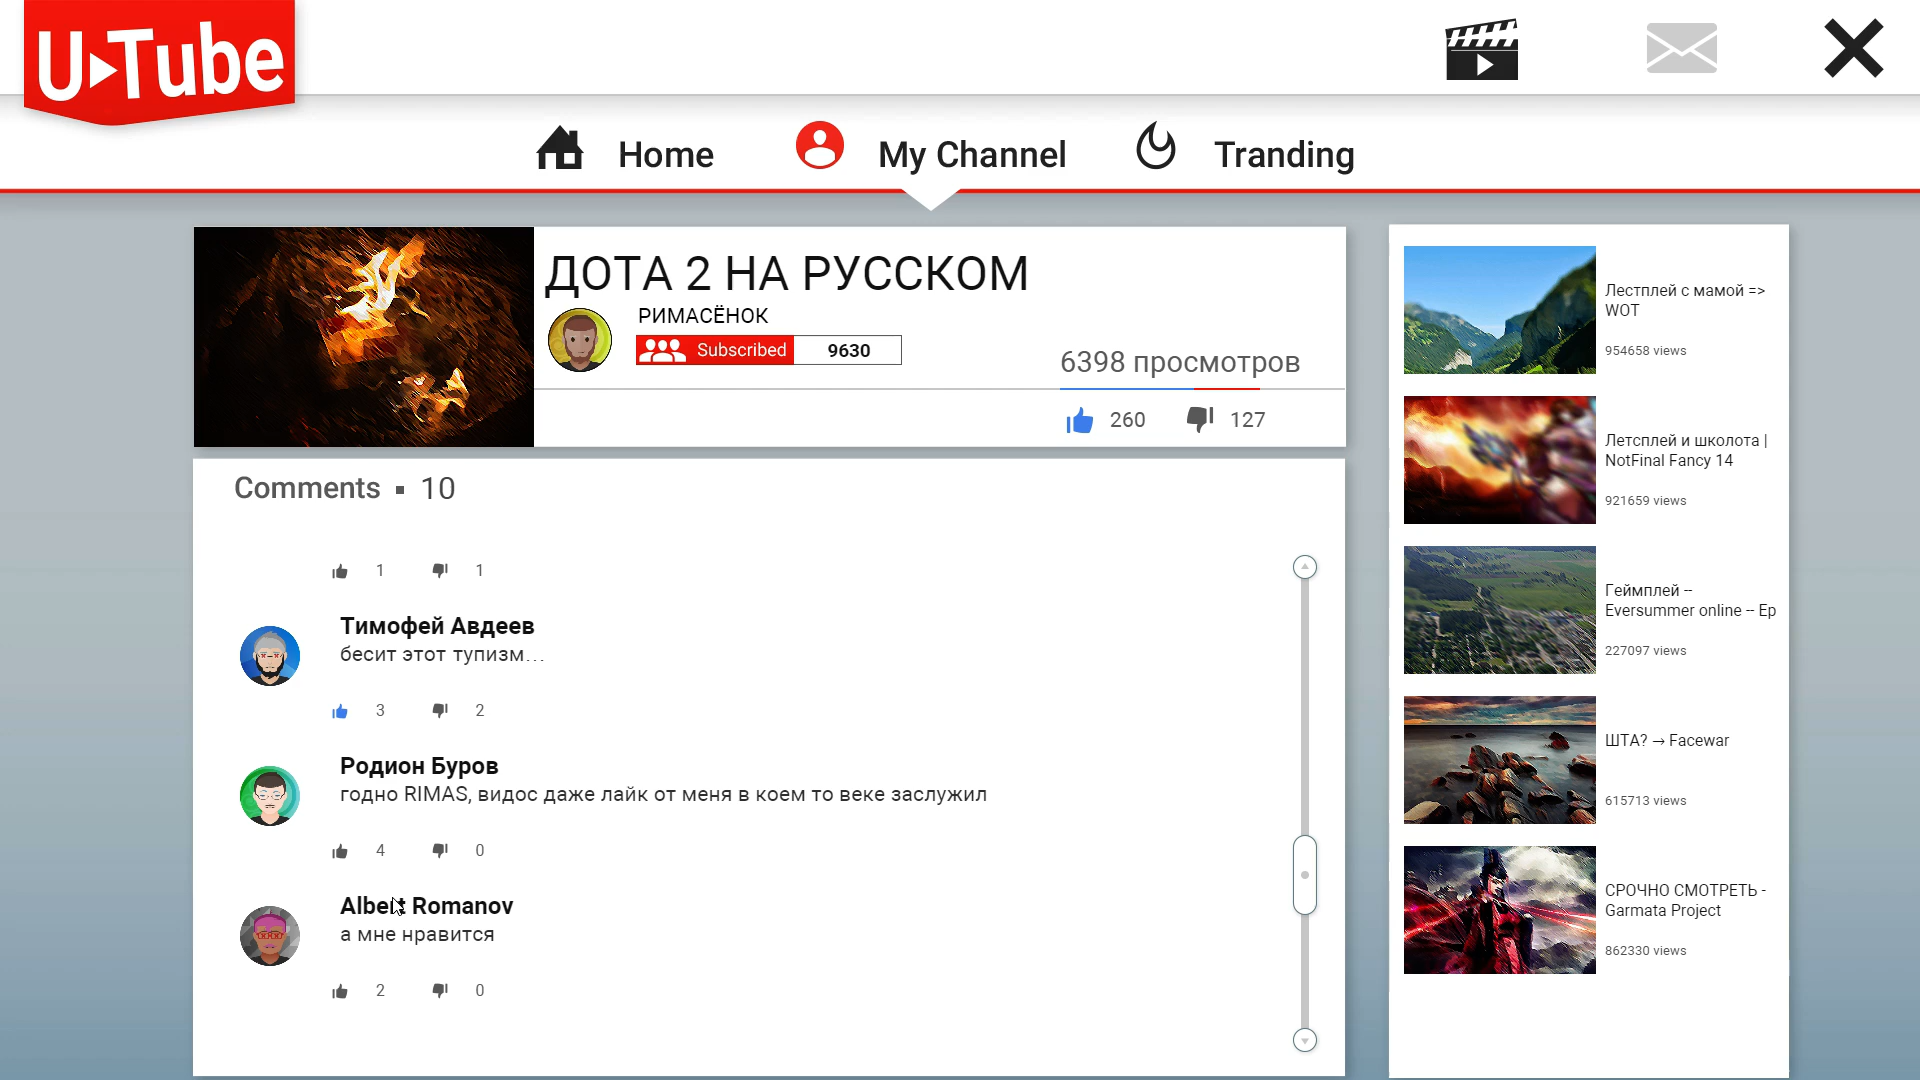 U Tube
Home
My Channel
Tranding
ДОТА 2 НА РУССКОМ
РИМАСЁНОК
Subscribed
9630
6398 просмотров
260
127
Comments ▪ 10
1
1
Тимофей Авдеев
бесит этот тупизм...
3
2
Родион Буров
годно RIMAS, видос даже лайк от меня в коем то веке заслужил
4
0
Albert Romanov
а мне нравится
2
0
Лестплей с мамой =>
WOT
954658 views
Летсплей и школота |
NotFinal Fancy 14
921659 views
Геймплей --
Eversummer online -- Ep
227097 views
ШТА? → Facewar
615713 views
СРОЧНО СМОТРЕТЬ -
Garmata Project
862330 views